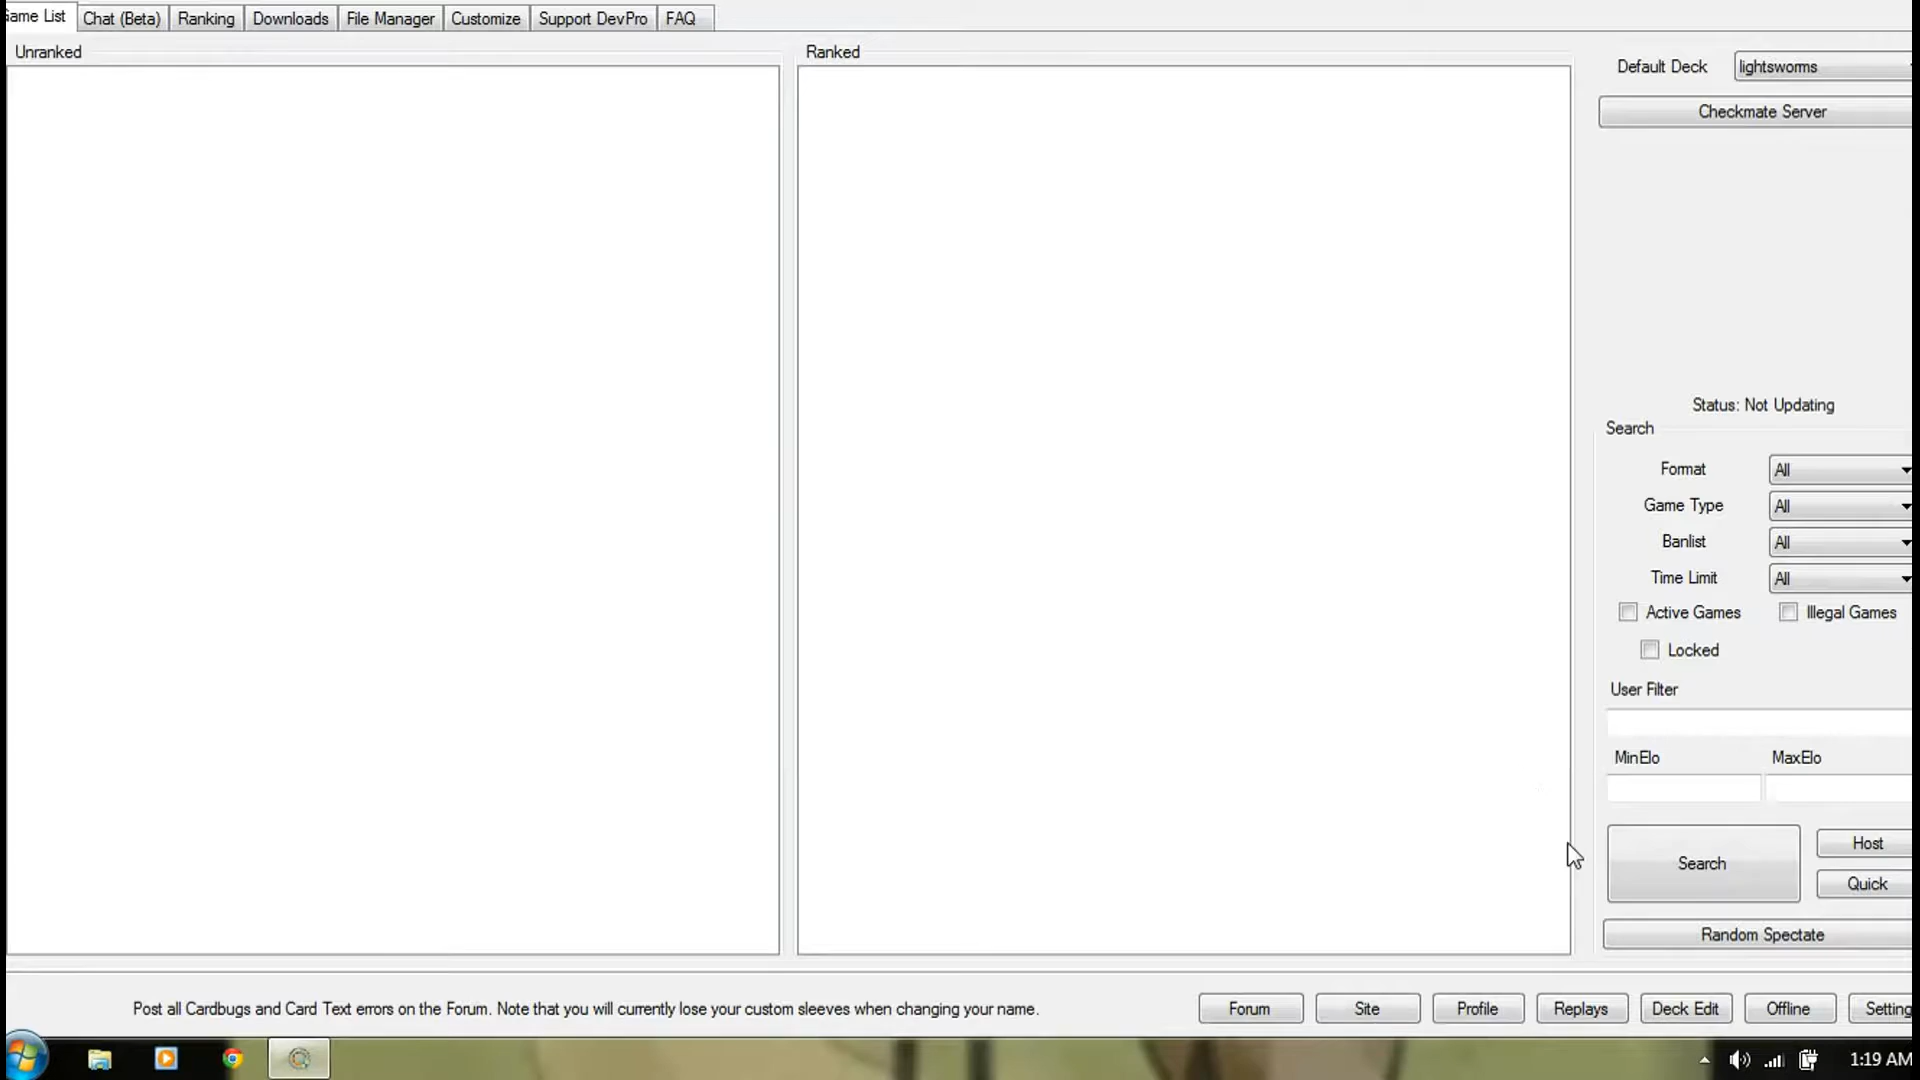 Game List Chat (Beta) Ranking Downloads File Manager Customize Support DevPro FAQ
Unranked
Ranked
Default Deck lightsworms
Checkmate Server
Status: Not Updating
Search
Format All
Game Type All
Banlist All
Time Limit All
Active Games Illegal Games
Locked
User Filter
MinElo MaxElo
Search
Host
Quick
Random Spectate
Post all Cardbugs and Card Text errors on the Forum. Note that you will currently lose your custom sleeves when changing your name.
Forum Site Profile Replays Deck Edit Offline Setting
1:19 AM